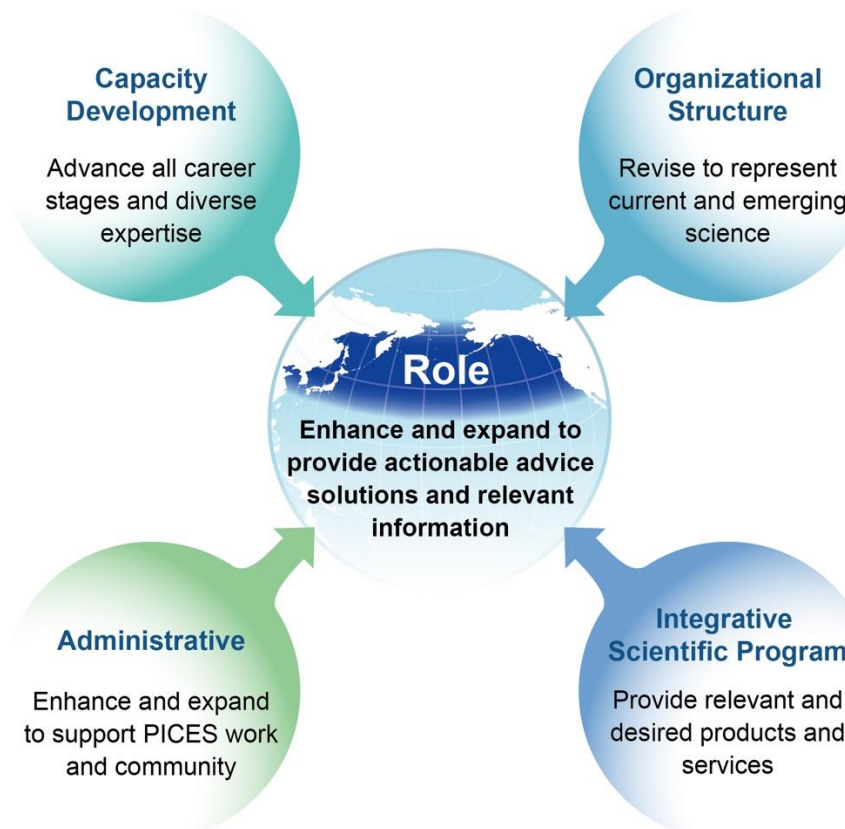 Capacity
Development
Advance all career
stages and diverse
expertise
Organizational
Structure
Revise to represent
current and emerging
science
Role
Enhance and expand to
provide actionable advice
solutions and relevant
information
Administrative
Enhance and expand
to support PICES work
and community
Integrative
Scientific Program
Provide relevant and
desired products and
services